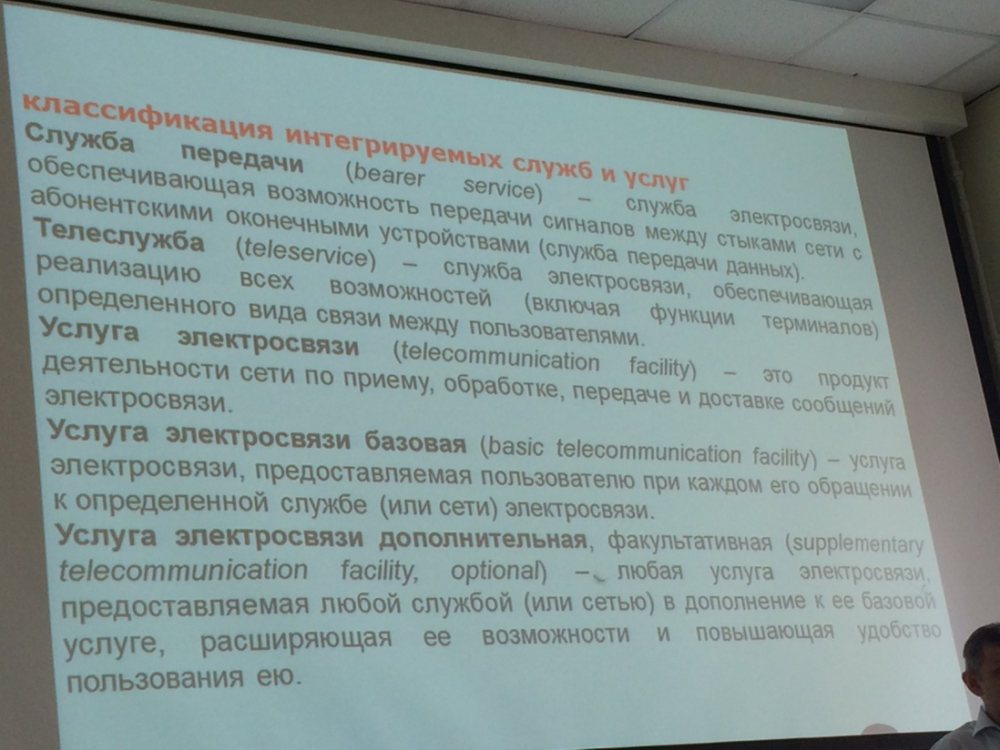 классификация интегрируемых служб и услуг
Служба передачи (bearer service) – служба электросвязи,
обеспечивающая возможность передачи сигналов между стыками сети с
абонентскими оконечными устройствами (служба передачи данных).
Телеслужба (teleservice) – служба электросвязи, обеспечивающая
реализацию всех возможностей (включая функции терминалов)
определенного вида связи между пользователями.
Услуга электросвязи (telecommunication facility) – это продукт
деятельности сети по приему, обработке, передаче и доставке сообщений
электросвязи.
Услуга электросвязи базовая (basic telecommunication facility) – услуга
электросвязи, предоставляемая пользователю при каждом его обращении
к определенной службе (или сети) электросвязи.
Услуга электросвязи дополнительная, факультативная (supplementary
telecommunication facility, optional) – любая услуга электросвязи,
предоставляемая любой службой (или сетью) в дополнение к ее базовой
услуге, расширяющая ее возможности и повышающая удобство
пользования ею.